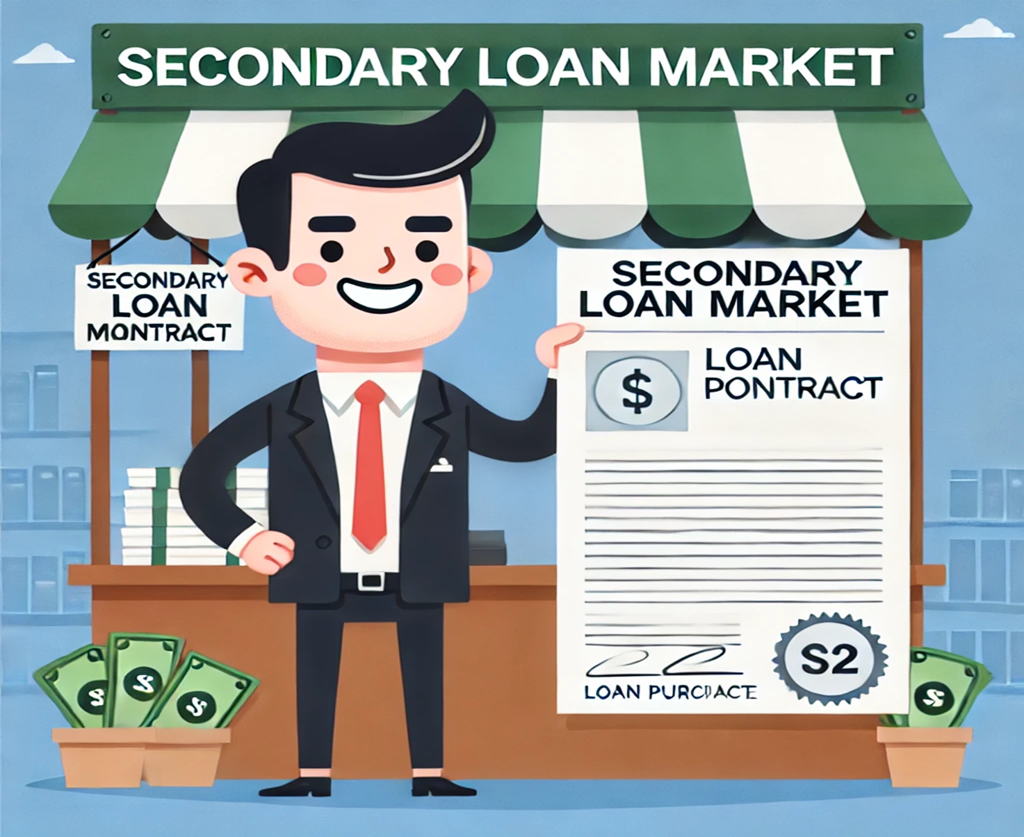 SECONDARY LOAN MARKET
SECONDARY
LOAN
MONTRACT
SECONDARY
LOAN MARKET
$
LOAN
PONTRACT
S2
LOAN PURCIACE
$
$
$
$